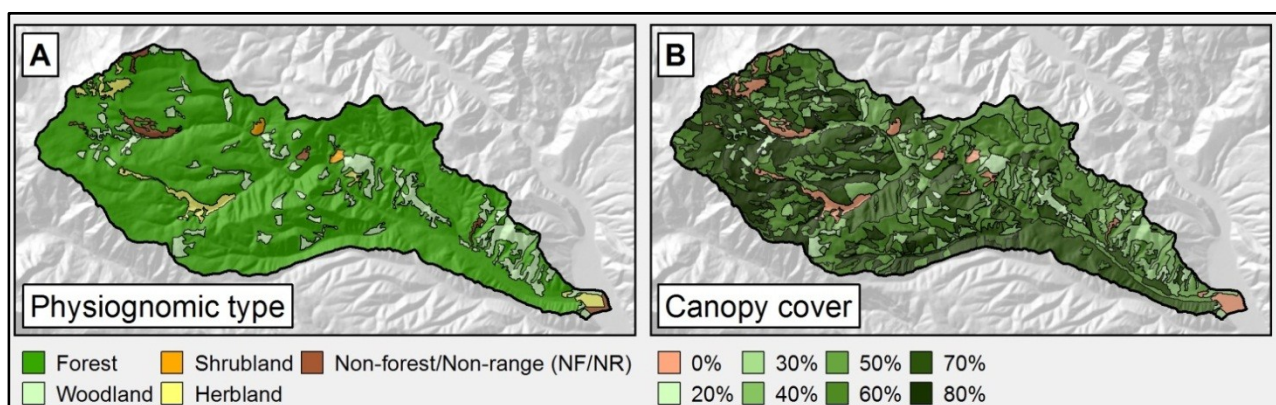 A
B
Physiognomic type
Canopy cover
Forest Shrubland Non-forest/Non-range (NF/NR)
Woodland Herbland
0% 30% 50% 70%
20% 40% 60% 80%